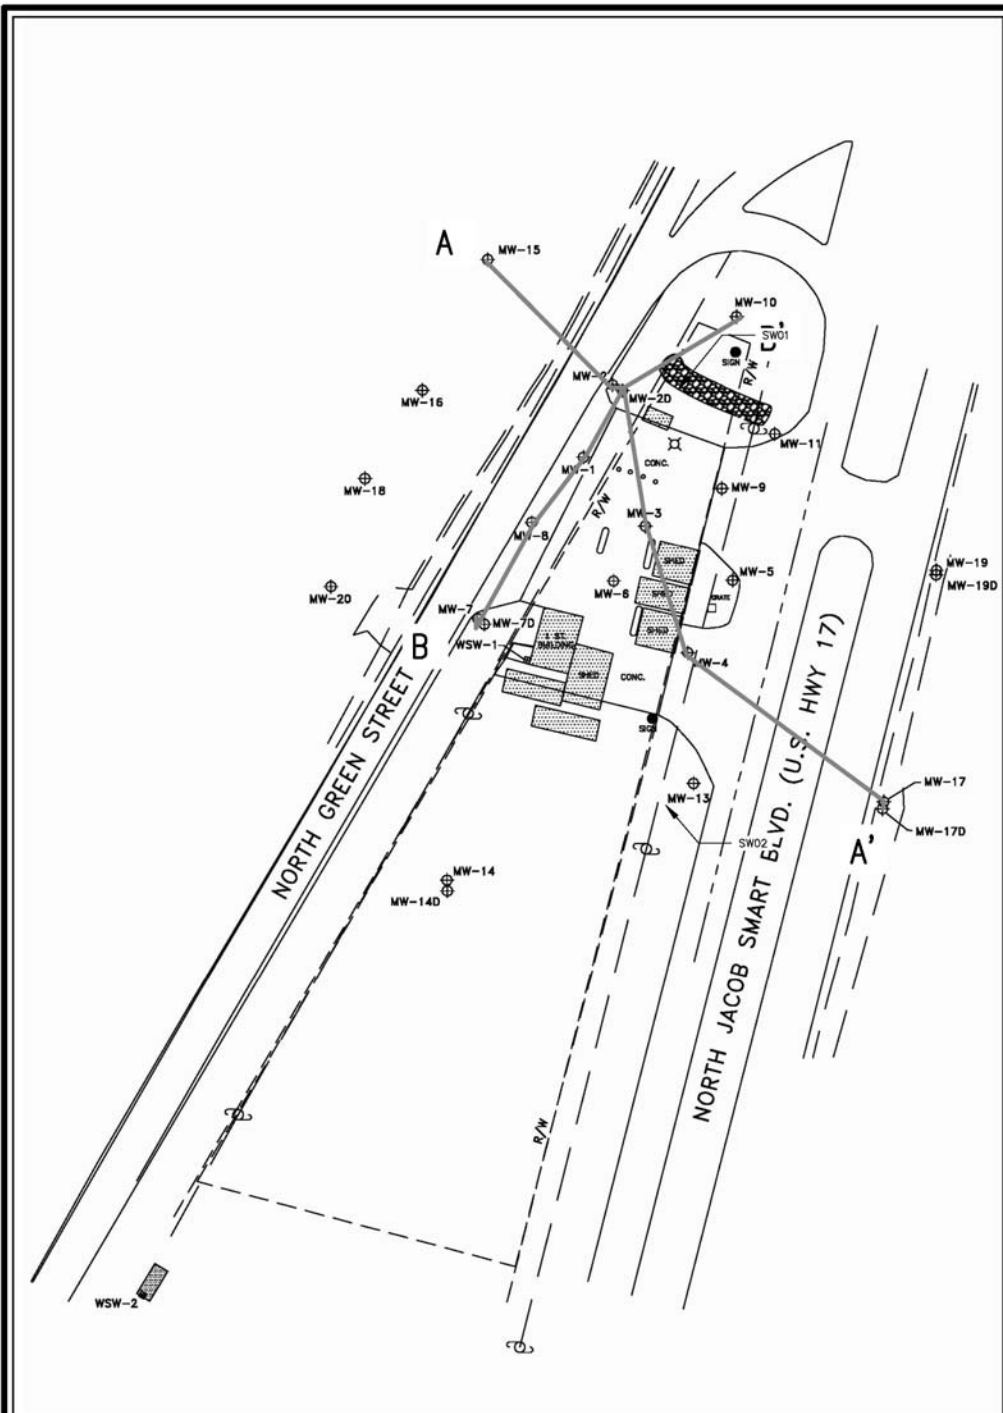 A
MW-15
MW-10
SW01
SIGN
R/W
MW-2D
MW-16
MW-11
MW-1
CONC.
MW-18
MW-9
R/W
MW-3
MW-8
SHED
MW-19
MW-5
MW-19D
MW-6
MW-20
SHED
GRATE
MW-7
MW-7D
SHED
1 ST.
BUILDING
B
WSW-1
MW-4
SHED
CONC.
SIGN
MW-17
MW-13
MW-17D
SW02
A'
NORTH GREEN STREET
NORTH JACOB SMART BLVD. (U.S. HWY 17)
MW-14
MW-14D
R/W
WSW-2